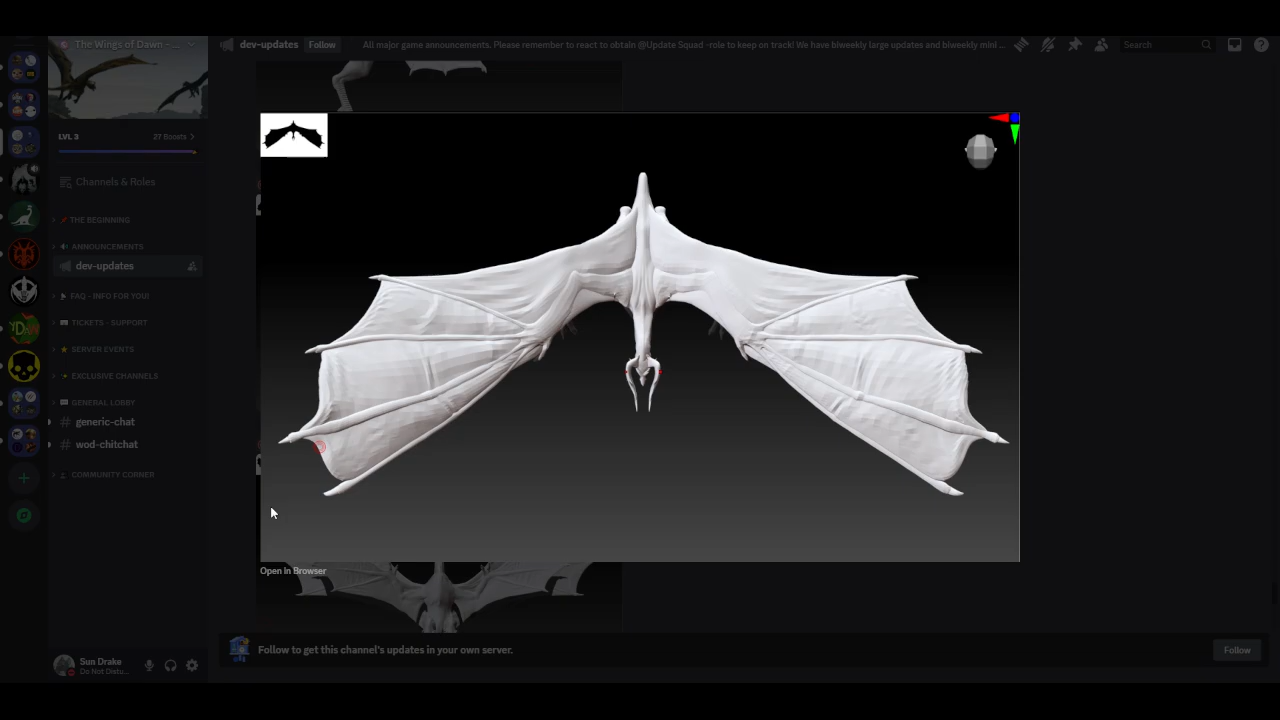 The Wings of Dawn - ...
dev-updates
Follow
All major game announcements. Please remember to react to obtain @Update Squad -role to keep on track! We have biweekly large updates and biweekly mini ...
Search
LVL 3
27 Boosts
Channels & Roles
THE BEGINNING
ANNOUNCEMENTS
dev-updates
FAQ - INFO FOR YOU!
TICKETS - SUPPORT
SERVER EVENTS
EXCLUSIVE CHANNELS
GENERAL LOBBY
generic-chat
wod-chitchat
COMMUNITY CORNER
Open in Browser
Follow to get this channel's updates in your own server.
Follow
Sun Drake
Do Not Distu...